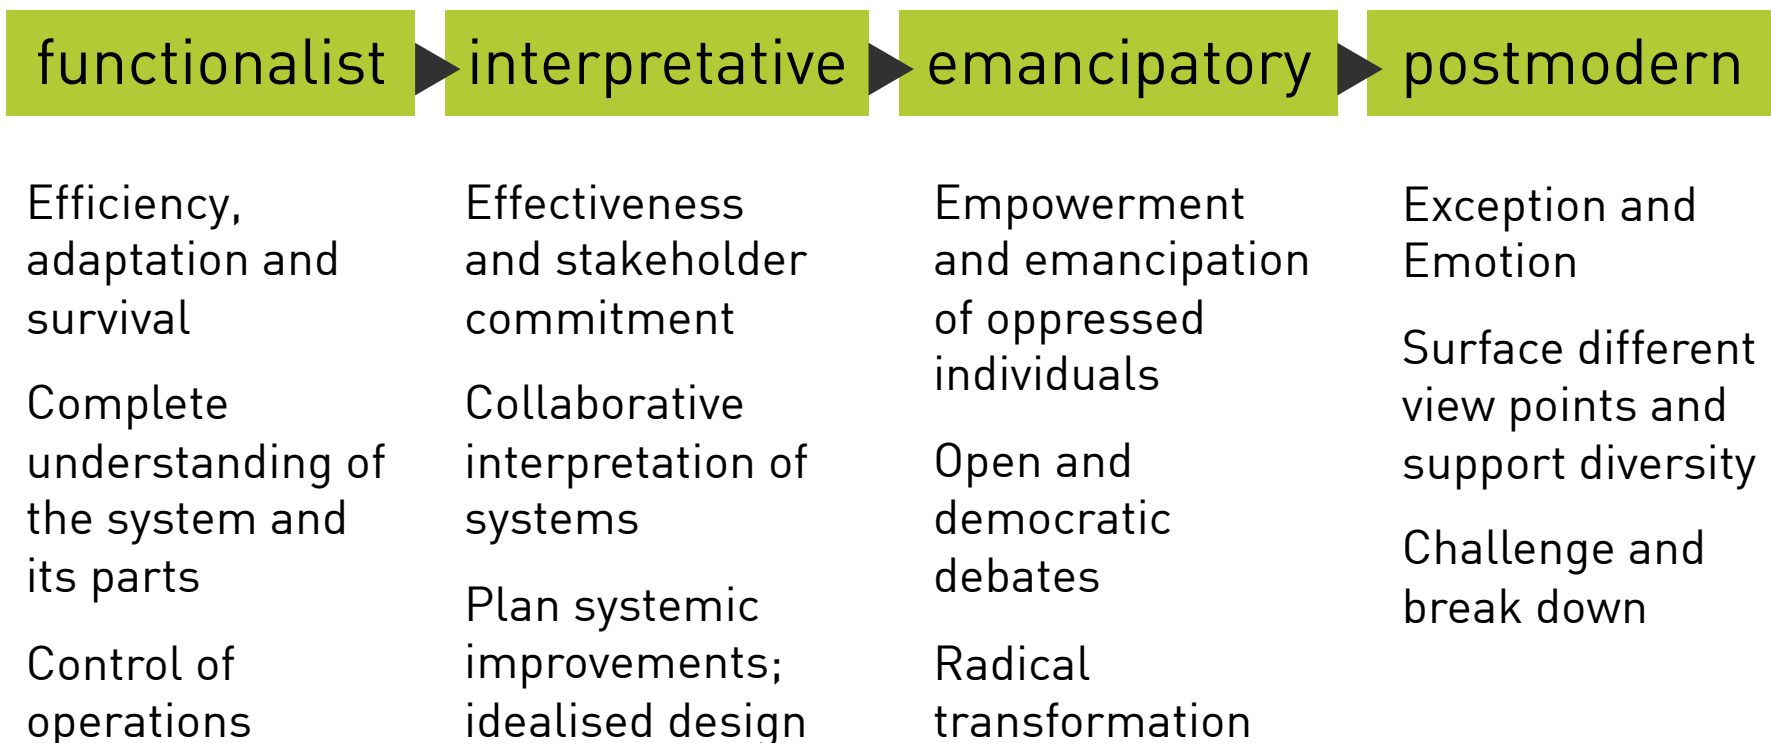 functionalist
Efficiency,
adaptation and
survival
Complete
understanding of
the system and
its parts
Control of
operations
interpretative
Effectiveness
and stakeholder
commitment
Collaborative
interpretation of
systems
Plan systemic
improvements;
idealised design
emancipatory
Empowerment
and emancipation
of oppressed
individuals
Open and
democratic
debates
Radical
transformation
postmodern
Exception and
Emotion
Surface different
view points and
support diversity
Challenge and
break down